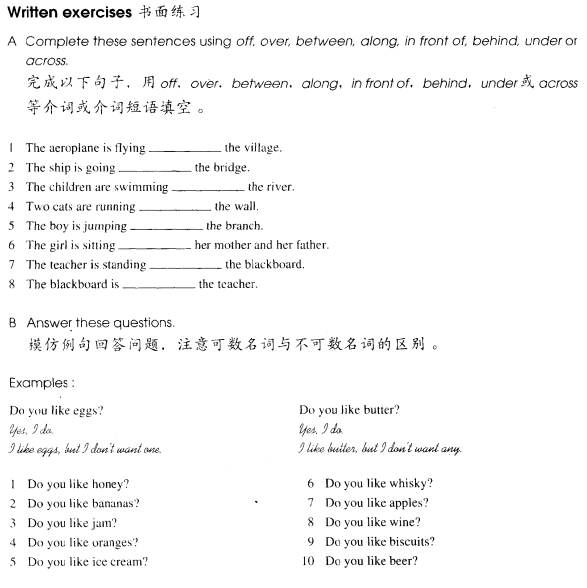 Written exercises 书面练习
A Complete these sentences using off, over, between, along, in front of, behind, under or
across.
完成以下句子，用 off, over, between, along, in front of, behind, under 或 across
等介词或介词短语填空。
1 The aeroplane is flying __________ the village.
2 The ship is going __________ the bridge.
3 The children are swimming __________ the river.
4 Two cats are running __________ the wall.
5 The boy is jumping __________ the branch.
6 The girl is sitting __________ her mother and her father.
7 The teacher is standing __________ the blackboard.
8 The blackboard is __________ the teacher.
B Answer these questions.
模仿例句回答问题，注意可数名词与不可数名词的区别。
Examples :
Do you like eggs?
Yes, I do.
I like eggs, but I don't want one.
Do you like butter?
Yes, I do.
I like butter, but I don't want any.
1 Do you like honey?
2 Do you like bananas?
3 Do you like jam?
4 Do you like oranges?
5 Do you like ice cream?
6 Do you like whisky?
7 Do you like apples?
8 Do you like wine?
9 Do you like biscuits?
10 Do you like beer?